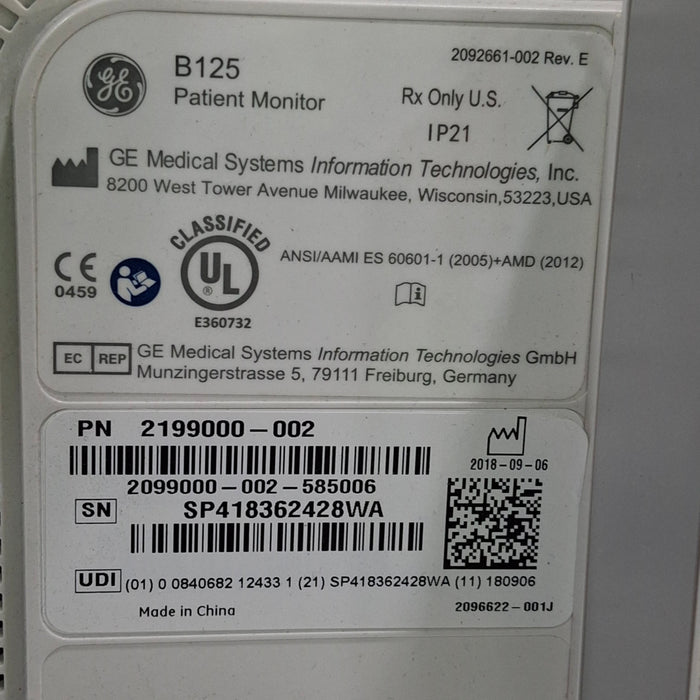 GE
B125
Patient Monitor
2092661-002 Rev. E
Rx Only U.S.
IP21
GE Medical Systems Information Technologies, Inc.
8200 West Tower Avenue Milwaukee, Wisconsin,53223,USA
CE
0459
CLASSIFIED
UL
®
E360732
ANSI/AAMI ES 60601-1 (2005)+AMD (2012)
i
EC REP
GE Medical Systems Information Technologies GmbH
Munzingerstrasse 5, 79111 Freiburg, Germany
PN 2199000-002
2099000-002-585006
2018-09-06
SN SP418362428WA
UDI (01) 0 0840682 12433 1 (21) SP418362428WA (11) 180906
Made in China
2096622-001J